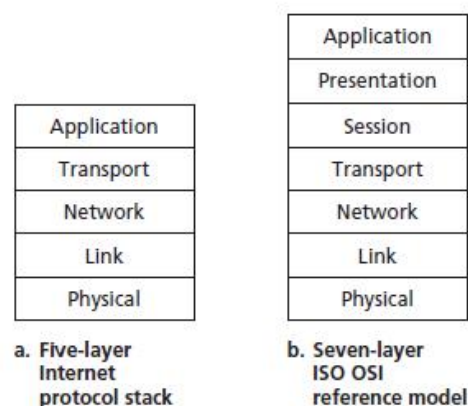 Application
Transport
Network
Link
Physical
a. Five-layer
Internet
protocol stack
Application
Presentation
Session
Transport
Network
Link
Physical
b. Seven-layer
ISO OSI
reference model